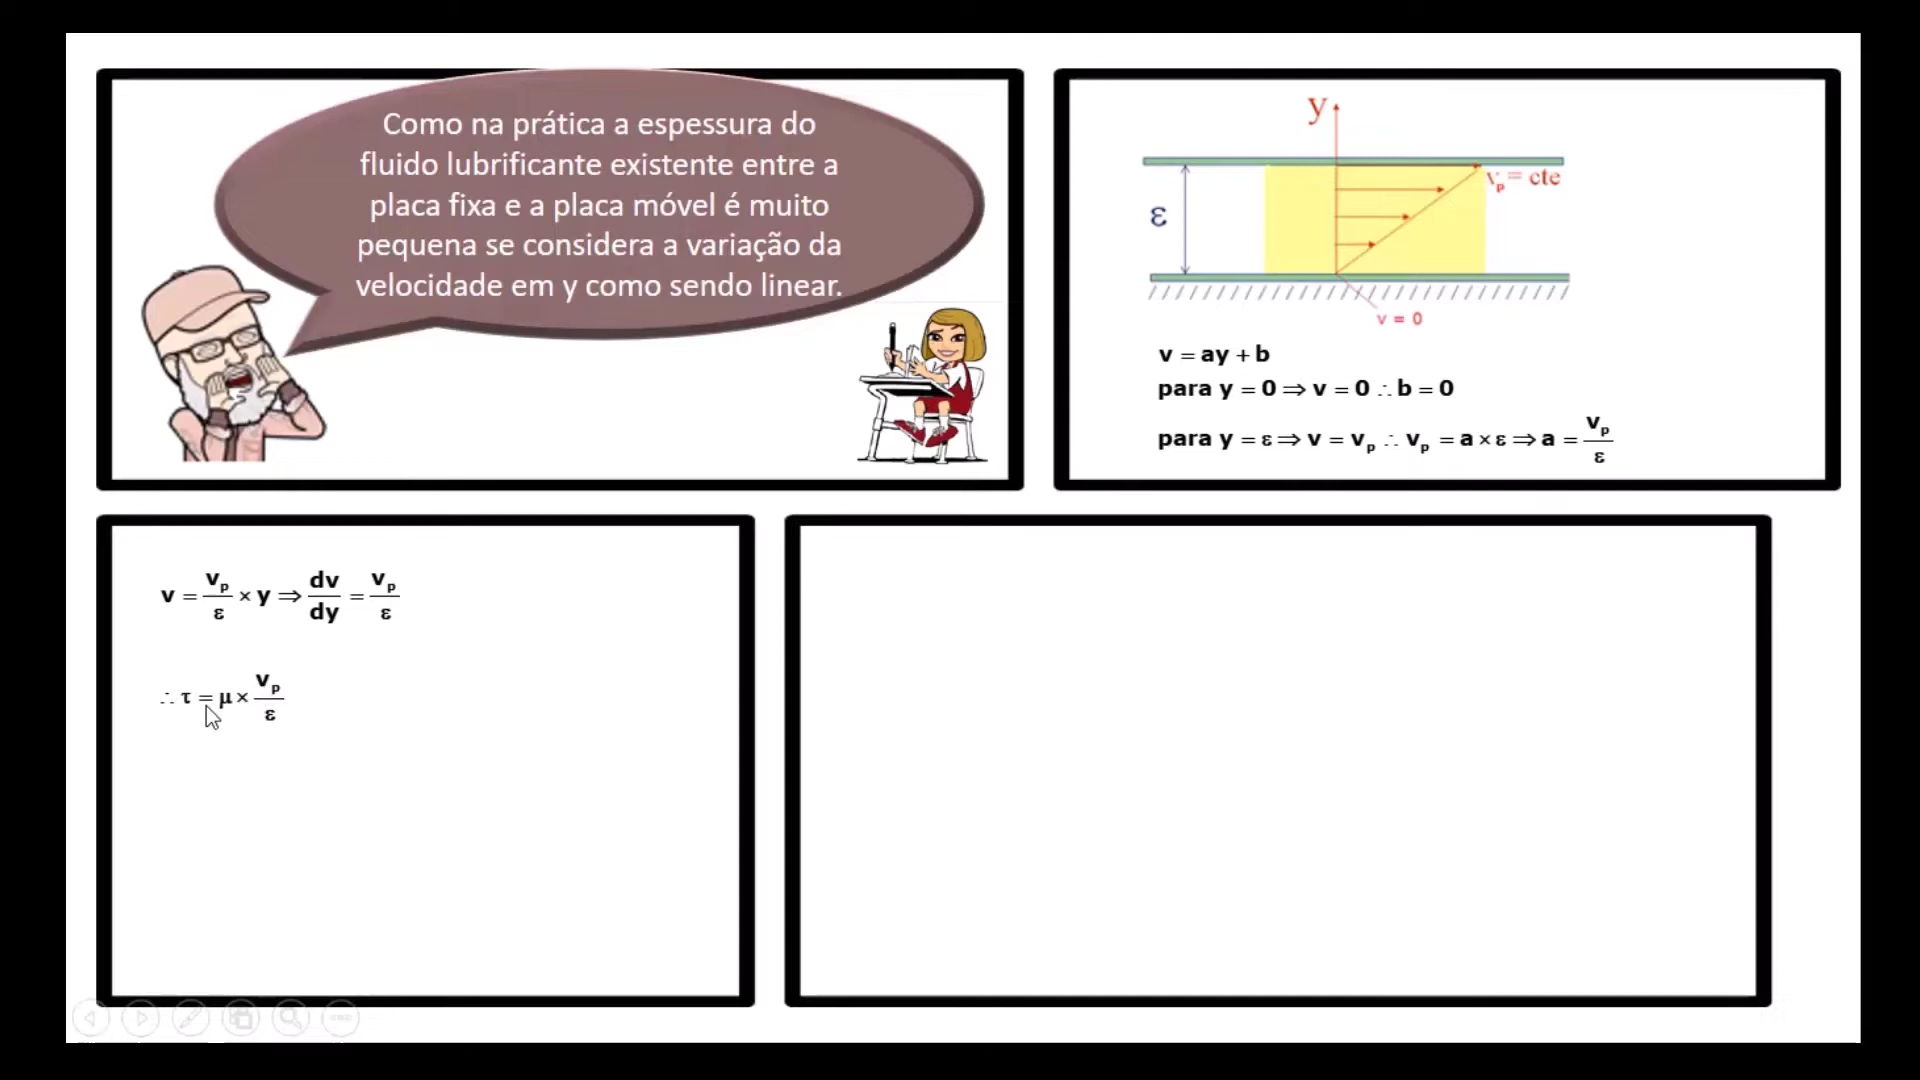 Como na prática a espessura do
fluido lubrificante existente entre a
placa fixa e a placa móvel é muito
pequena se considera a variação da
velocidade em y como sendo linear.
y
vₚ = cte
ε
v = 0
v = ay + b
para y = 0 ⇒ v = 0 ∴ b = 0
para y = ε ⇒ v = vₚ ∴ vₚ = a × ε ⇒ a = vₚ/ε
v = vₚ/ε × y ⇒ dv/dy = vₚ/ε
∴ τ = μ × vₚ/ε